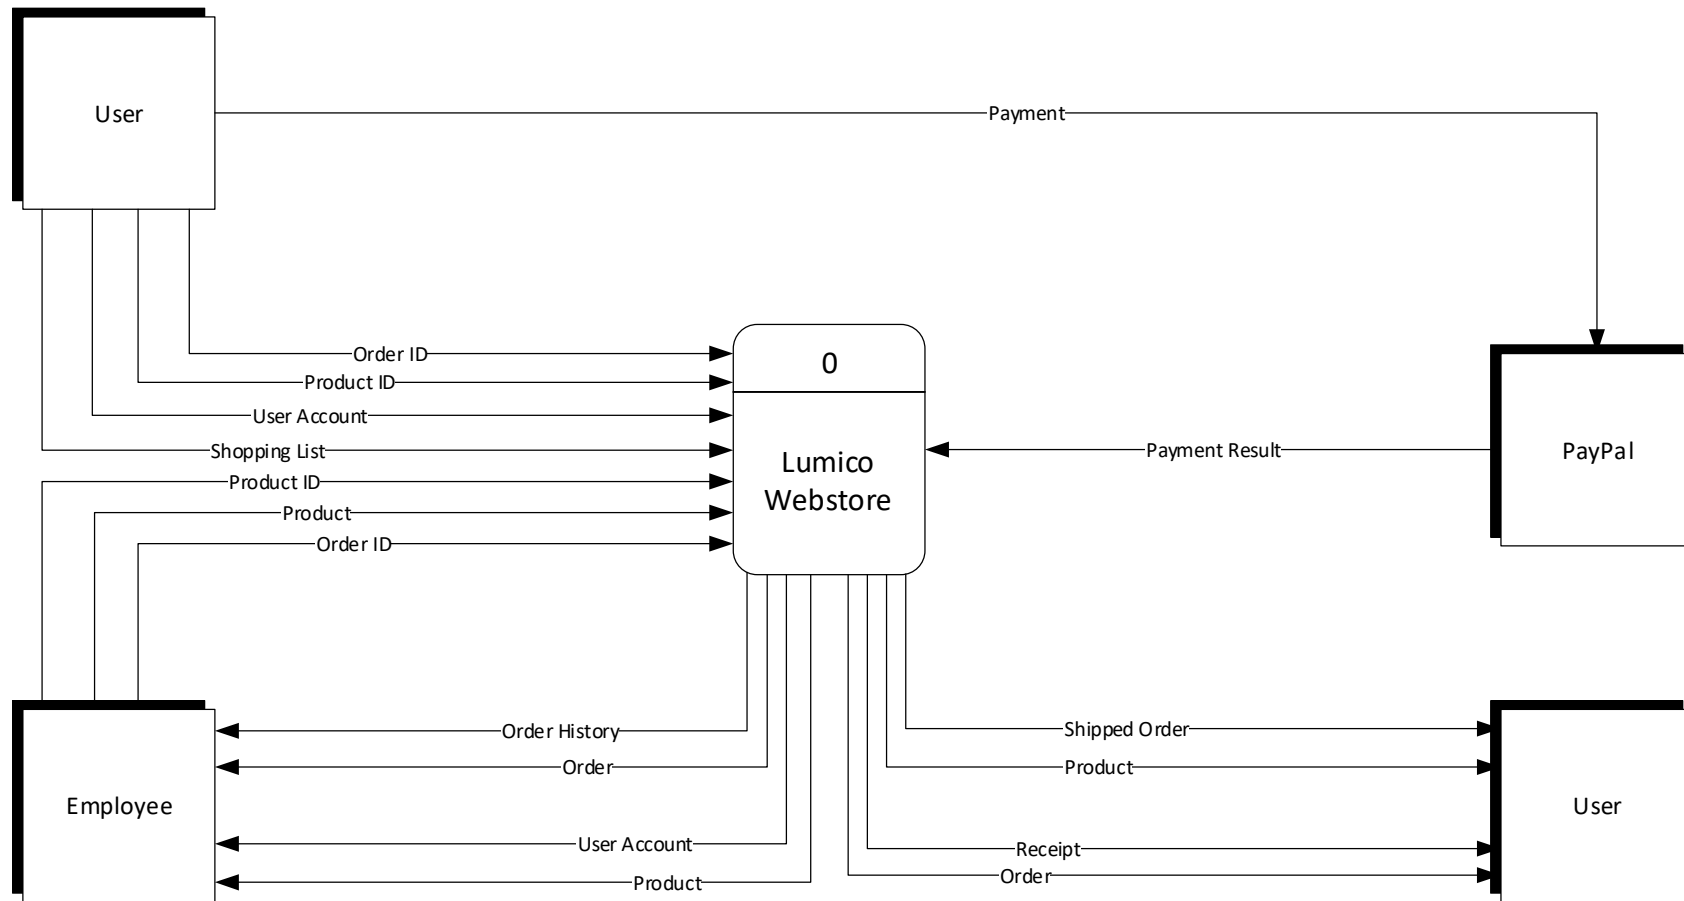 User
Payment
Order ID
0
Product ID
User Account
Shopping List
Payment Result
PayPal
Lumico
Webstore
Product ID
Product
Order ID
Order History
Shipped Order
Order
Product
Employee
User
User Account
Receipt
Product
Order